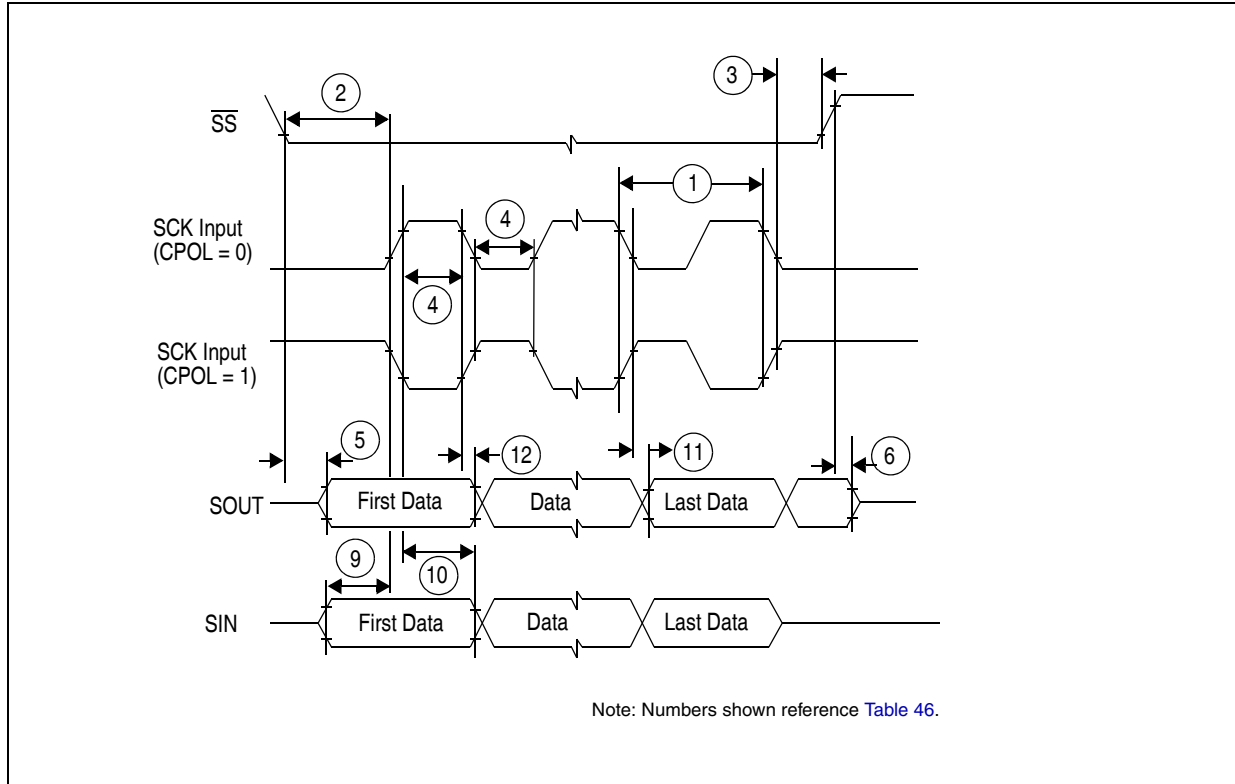 3
2
SS
1
SCK Input
(CPOL = 0)
4
4
SCK Input
(CPOL = 1)
5
12
11
6
SOUT
First Data
Data
Last Data
9
10
SIN
First Data
Data
Last Data
Note: Numbers shown reference Table 46.